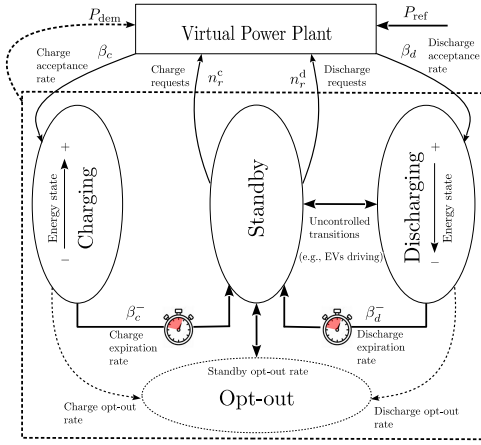 P_dem
P_ref
Virtual Power Plant
Charge
acceptance
rate
β_c
Charge
requests
n_r^c
n_r^d
Discharge
requests
β_d
Discharge
acceptance
rate
+
Energy state
−
Charging
Standby
Discharging
+
Energy state
−
Uncontrolled
transitions
(e.g., EVs driving)
β_c^−
Charge
expiration
rate
β_d^−
Discharge
expiration
rate
Standby opt-out rate
Opt-out
Charge opt-out
rate
Discharge opt-out
rate